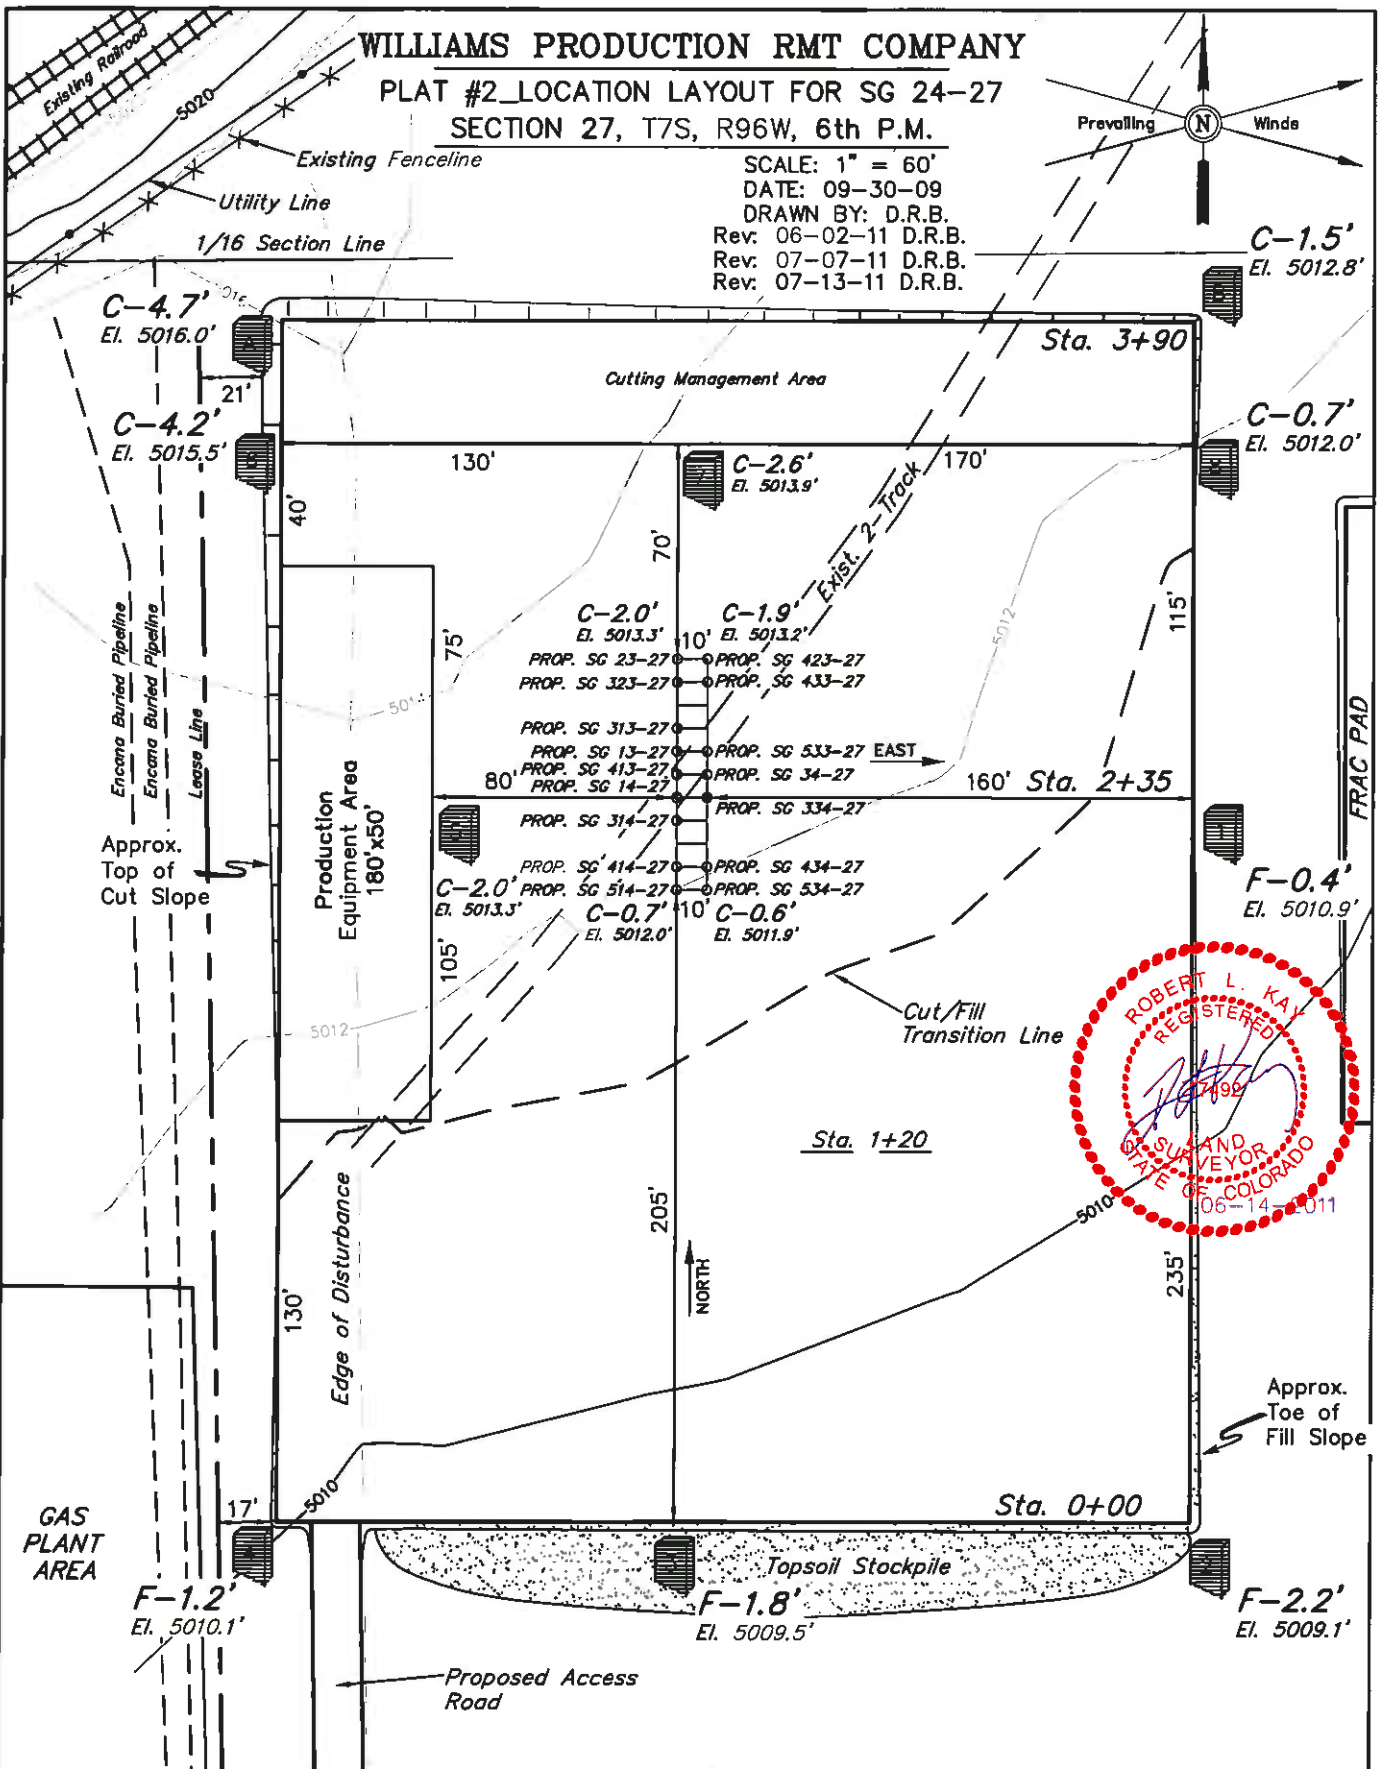 WILLIAMS PRODUCTION RMT COMPANY
PLAT #2_LOCATION LAYOUT FOR SG 24-27
SECTION 27, T7S, R96W, 6th P.M.
SCALE: 1" = 60'
DATE: 09-30-09
DRAWN BY: D.R.B.
Rev: 06-02-11 D.R.B.
Rev: 07-07-11 D.R.B.
Rev: 07-13-11 D.R.B.
Prevailing
N
Winds
Existing Railroad
5020
Existing Fenceline
Utility Line
1/16 Section Line
C-1.5'
El. 5012.8'
B
C-4.7'
El. 5016.0'
A
Sta. 3+90
Cutting Management Area
21'
C-4.2'
El. 5015.5'
C-0.7'
El. 5012.0'
8
130'
170'
7
C-2.6'
El. 5013.9'
40'
70'
Exist. 2-Track
5012
115'
C-2.0'
El. 5013.3'
C-1.9'
El. 5013.2'
10'
75'
PROP. SG 23-27
PROP. SG 423-27
PROP. SG 323-27
PROP. SG 433-27
PROP. SG 313-27
PROP. SG 13-27
PROP. SG 533-27
EAST
PROP. SG 413-27
PROP. SG 34-27
PROP. SG 14-27
PROP. SG 334-27
PROP. SG 314-27
PROP. SG 414-27
PROP. SG 434-27
PROP. SG 514-27
PROP. SG 534-27
80'
160'
Sta. 2+35
Encana Buried Pipeline
Encana Buried Pipeline
Lease Line
FRAC PAD
Production
Equipment Area
180'x50'
Approx.
Top of
Cut Slope
C-2.0'
El. 5013.3'
C-0.7'
El. 5012.0'
10'
C-0.6'
El. 5011.9'
1
F-0.4'
El. 5010.9'
105'
5012
Cut/Fill
Transition Line
ROBERT L. KAY
REGISTERED
7492
LAND
SURVEYOR
STATE OF COLORADO
06-14-2011
Sta. 1+20
5010
205'
NORTH
235'
130'
Edge of Disturbance
Approx.
Toe of
Fill Slope
GAS
PLANT
AREA
17'
5010
Sta. 0+00
4
3
2
Topsoil Stockpile
F-1.2'
El. 5010.1'
F-1.8'
El. 5009.5'
F-2.2'
El. 5009.1'
Proposed Access
Road